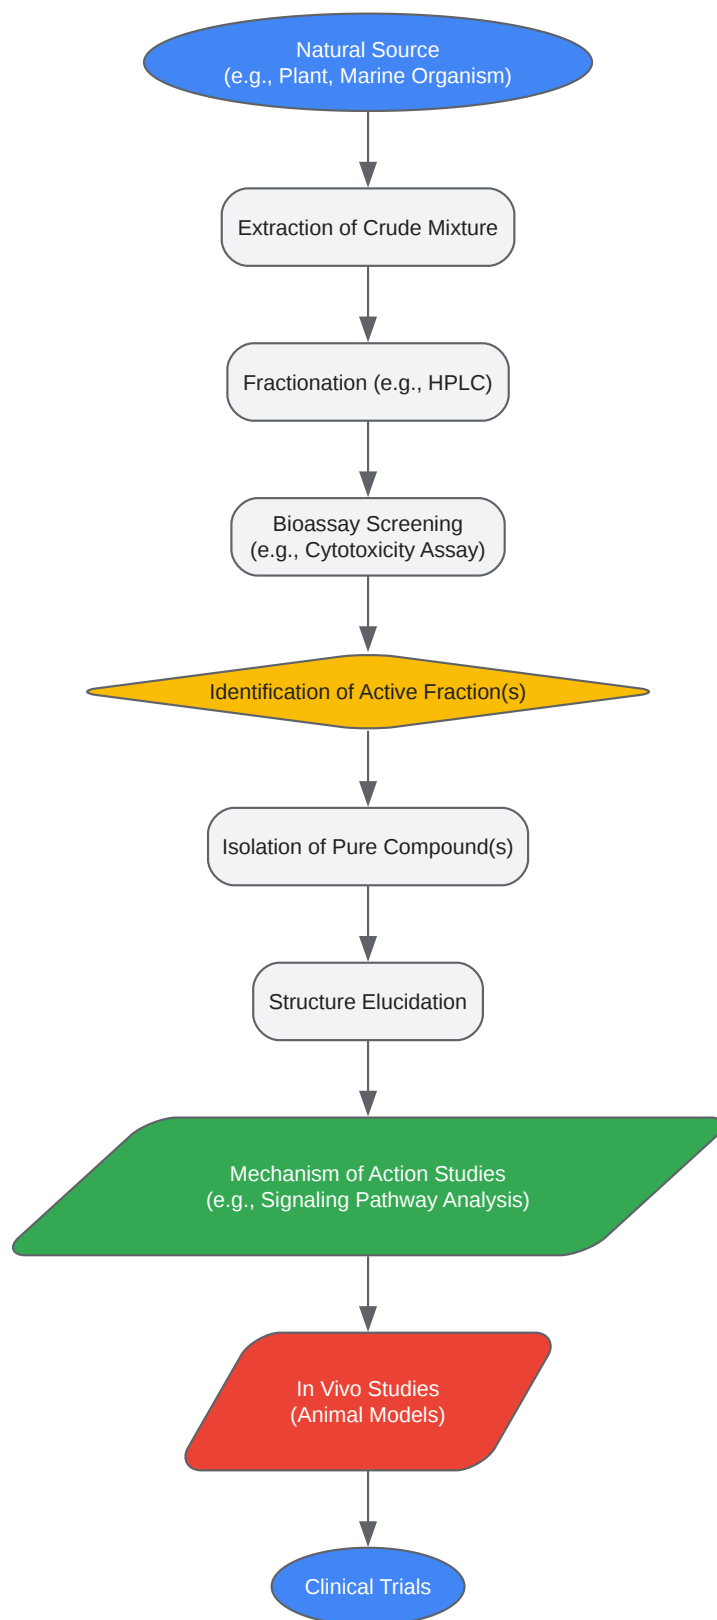 Natural Source
(e.g., Plant, Marine Organism)
Extraction of Crude Mixture
Fractionation (e.g., HPLC)
Bioassay Screening
(e.g., Cytotoxicity Assay)
Identification of Active Fraction(s)
Isolation of Pure Compound(s)
Structure Elucidation
Mechanism of Action Studies
(e.g., Signaling Pathway Analysis)
In Vivo Studies
(Animal Models)
Clinical Trials